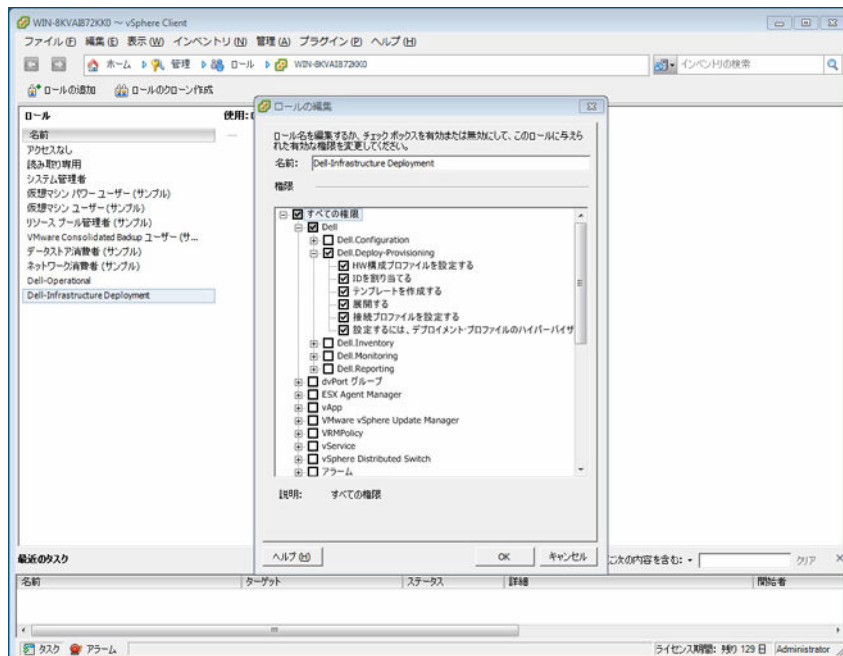 WIN-8KVAI872KK0 ～ vSphere Client
ファイル(F) 編集(E) 表示(W) インベントリ(N) 管理(A) プラグイン(P) ヘルプ(H)
ホーム 管理 ロール WIN-8KVAI872KK0 インベントリの検索
ロールの追加 ロールのクローン作成
ロール 使用:
名前
アクセスなし
読み取り専用
システム管理者
仮想マシン パワー ユーザー (サンプル)
仮想マシン ユーザー (サンプル)
リソース プール管理者 (サンプル)
VMware Consolidated Backup ユーザー (サ...
データストア消費者 (サンプル)
ネットワーク消費者 (サンプル)
Dell-Operational
Dell-Infrastructure Deployment
ロールの編集
ロール名を編集するか、チェック ボックスを有効または無効にして、このロールに与えら
れた有効な権限を変更してください。
名前: Dell-Infrastructure Deployment
権限
すべての権限
Dell
Dell.Configuration
Dell.Deploy-Provisioning
HW構成プロファイルを設定する
IDを割り当てる
テンプレートを作成する
展開する
接続プロファイルを設定する
設定するには、デプロイメント・プロファイルのハイパーバイザ
Dell.Inventory
Dell.Monitoring
Dell.Reporting
dvPort グループ
ESX Agent Manager
vApp
VMware vSphere Update Manager
VRMPolicy
vService
vSphere Distributed Switch
アラーム
説明: すべての権限
ヘルプ(H) OK キャンセル
最近のタスク 次の内容を含む: クリア
名前 ターゲット ステータス 詳細 開始者
タスク アラーム ライセンス期間: 残り 129 日 Administrator